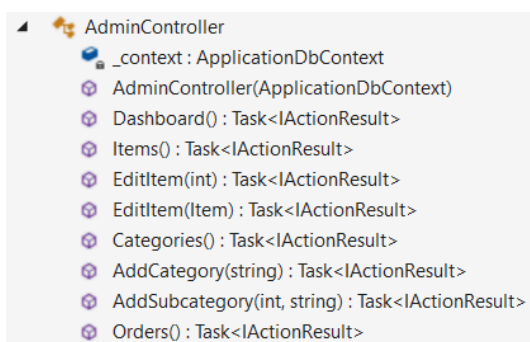 AdminController
_context : ApplicationDbContext
AdminController(ApplicationDbContext)
Dashboard() : Task<IActionResult>
Items() : Task<IActionResult>
EditItem(int) : Task<IActionResult>
EditItem(Item) : Task<IActionResult>
Categories() : Task<IActionResult>
AddCategory(string) : Task<IActionResult>
AddSubcategory(int, string) : Task<IActionResult>
Orders() : Task<IActionResult>